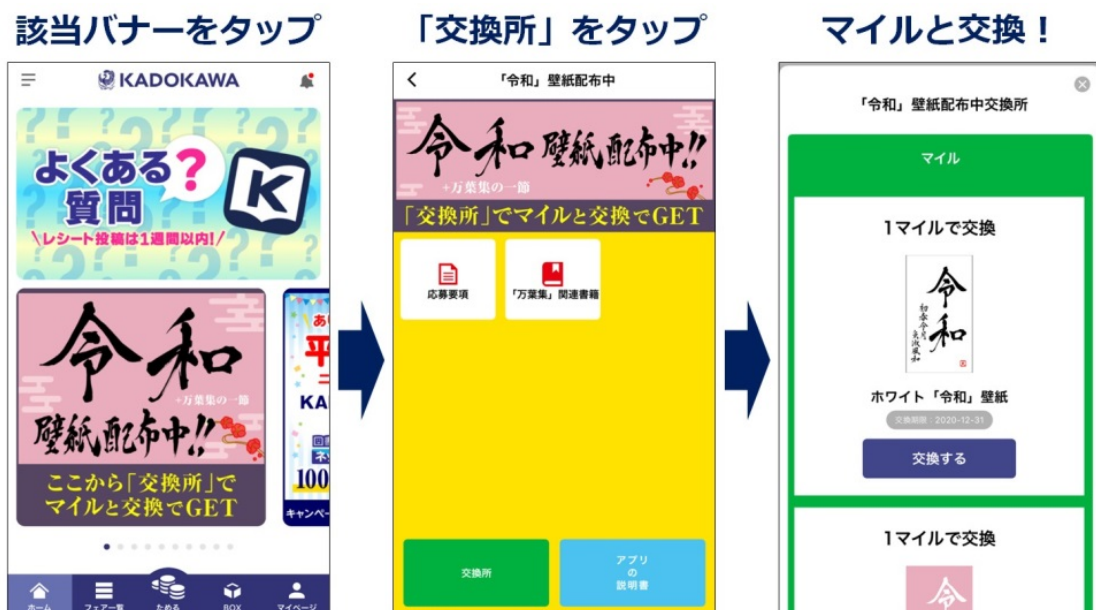 該当バナーをタップ
「交換所」をタップ
マイルと交換！
KADOKAWA
よくある？
質問
K
\レシート投稿は1週間以内!/
令和
+万葉集の一節
壁紙配布中!!
ここから「交換所」で
マイルと交換でGET
平
KA
100
キャンペー
ホーム
フェア一覧
ためる
BOX
マイページ
「令和」壁紙配布中
令和 壁紙配布中!!
+万葉集の一節
「交換所」でマイルと交換でGET
応募要項
「万葉集」関連書籍
交換所
アプリ
の
説明書
「令和」壁紙配布中交換所
マイル
1マイルで交換
令和
ホワイト「令和」壁紙
交換期限：2020-12-31
交換する
1マイルで交換
令